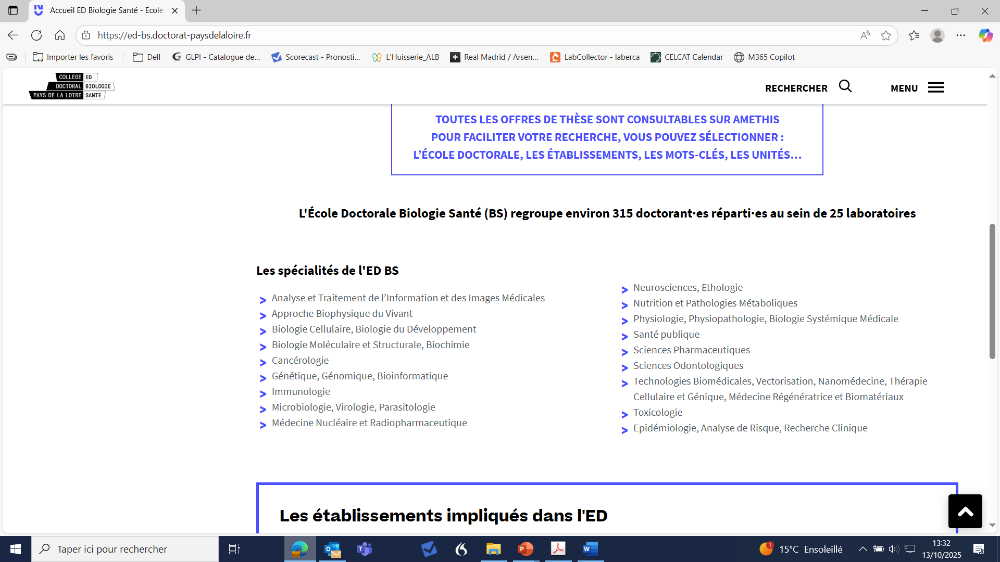 Accueil ED Biologie Santé - Ecole
https://ed-bs.doctorat-paysdelaloire.fr
Importer les favoris
Dell
GLPI - Catalogue de...
Scorecast - Pronosti...
L'Huisserie_ALB
Real Madrid / Arsen...
LabCollector - laberca
CELCAT Calendar
M365 Copilot
COLLEGE ED
DOCTORAL BIOLOGIE
PAYS DE LA LOIRE SANTE
RECHERCHER
MENU
TOUTES LES OFFRES DE THÈSE SONT CONSULTABLES SUR AMETHIS
POUR FACILITER VOTRE RECHERCHE, VOUS POUVEZ SÉLECTIONNER :
L’ÉCOLE DOCTORALE, LES ÉTABLISSEMENTS, LES MOTS-CLÉS, LES UNITÉS…
L'École Doctorale Biologie Santé (BS) regroupe environ 315 doctorant·es réparti·es au sein de 25 laboratoires
Les spécialités de l'ED BS
Analyse et Traitement de l’Information et des Images Médicales
Approche Biophysique du Vivant
Biologie Cellulaire, Biologie du Développement
Biologie Moléculaire et Structurale, Biochimie
Cancérologie
Génétique, Génomique, Bioinformatique
Immunologie
Microbiologie, Virologie, Parasitologie
Médecine Nucléaire et Radiopharmaceutique
Neurosciences, Ethologie
Nutrition et Pathologies Métaboliques
Physiologie, Physiopathologie, Biologie Systémique Médicale
Santé publique
Sciences Pharmaceutiques
Sciences Odontologiques
Technologies Biomédicales, Vectorisation, Nanomédecine, Thérapie
Cellulaire et Génique, Médecine Régénératrice et Biomatériaux
Toxicologie
Epidémiologie, Analyse de Risque, Recherche Clinique
Les établissements impliqués dans l'ED
Taper ici pour rechercher
1
15°C Ensoleillé
13:32
13/10/2025